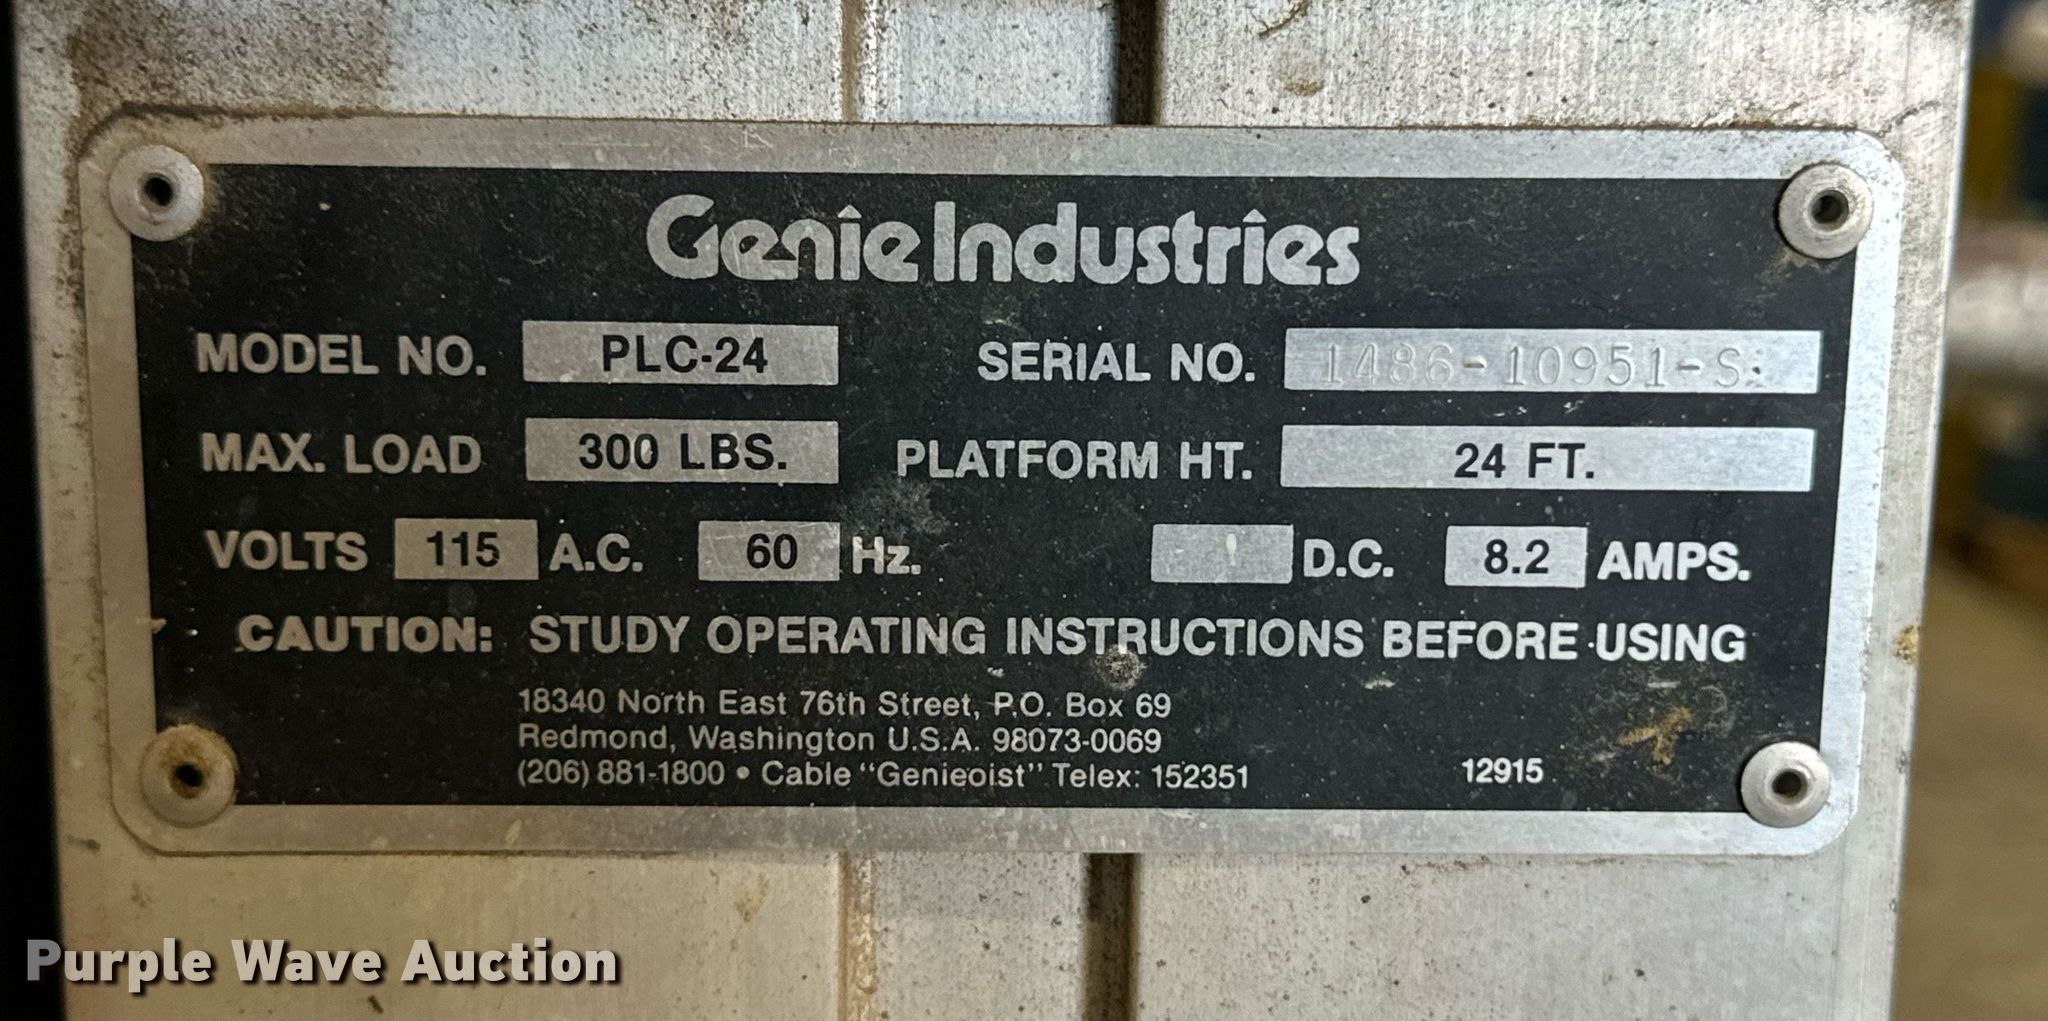 Genie Industries
MODEL NO. PLC-24 SERIAL NO. 1486-10951-S
MAX. LOAD 300 LBS. PLATFORM HT. 24 FT.
VOLTS 115 A.C. 60 Hz. D.C. 8.2 AMPS.
CAUTION: STUDY OPERATING INSTRUCTIONS BEFORE USING
18340 North East 76th Street, P.O. Box 69
Redmond, Washington U.S.A. 98073-0069
(206) 881-1800 • Cable "Genieoist" Telex: 152351
12915
Purple Wave Auction